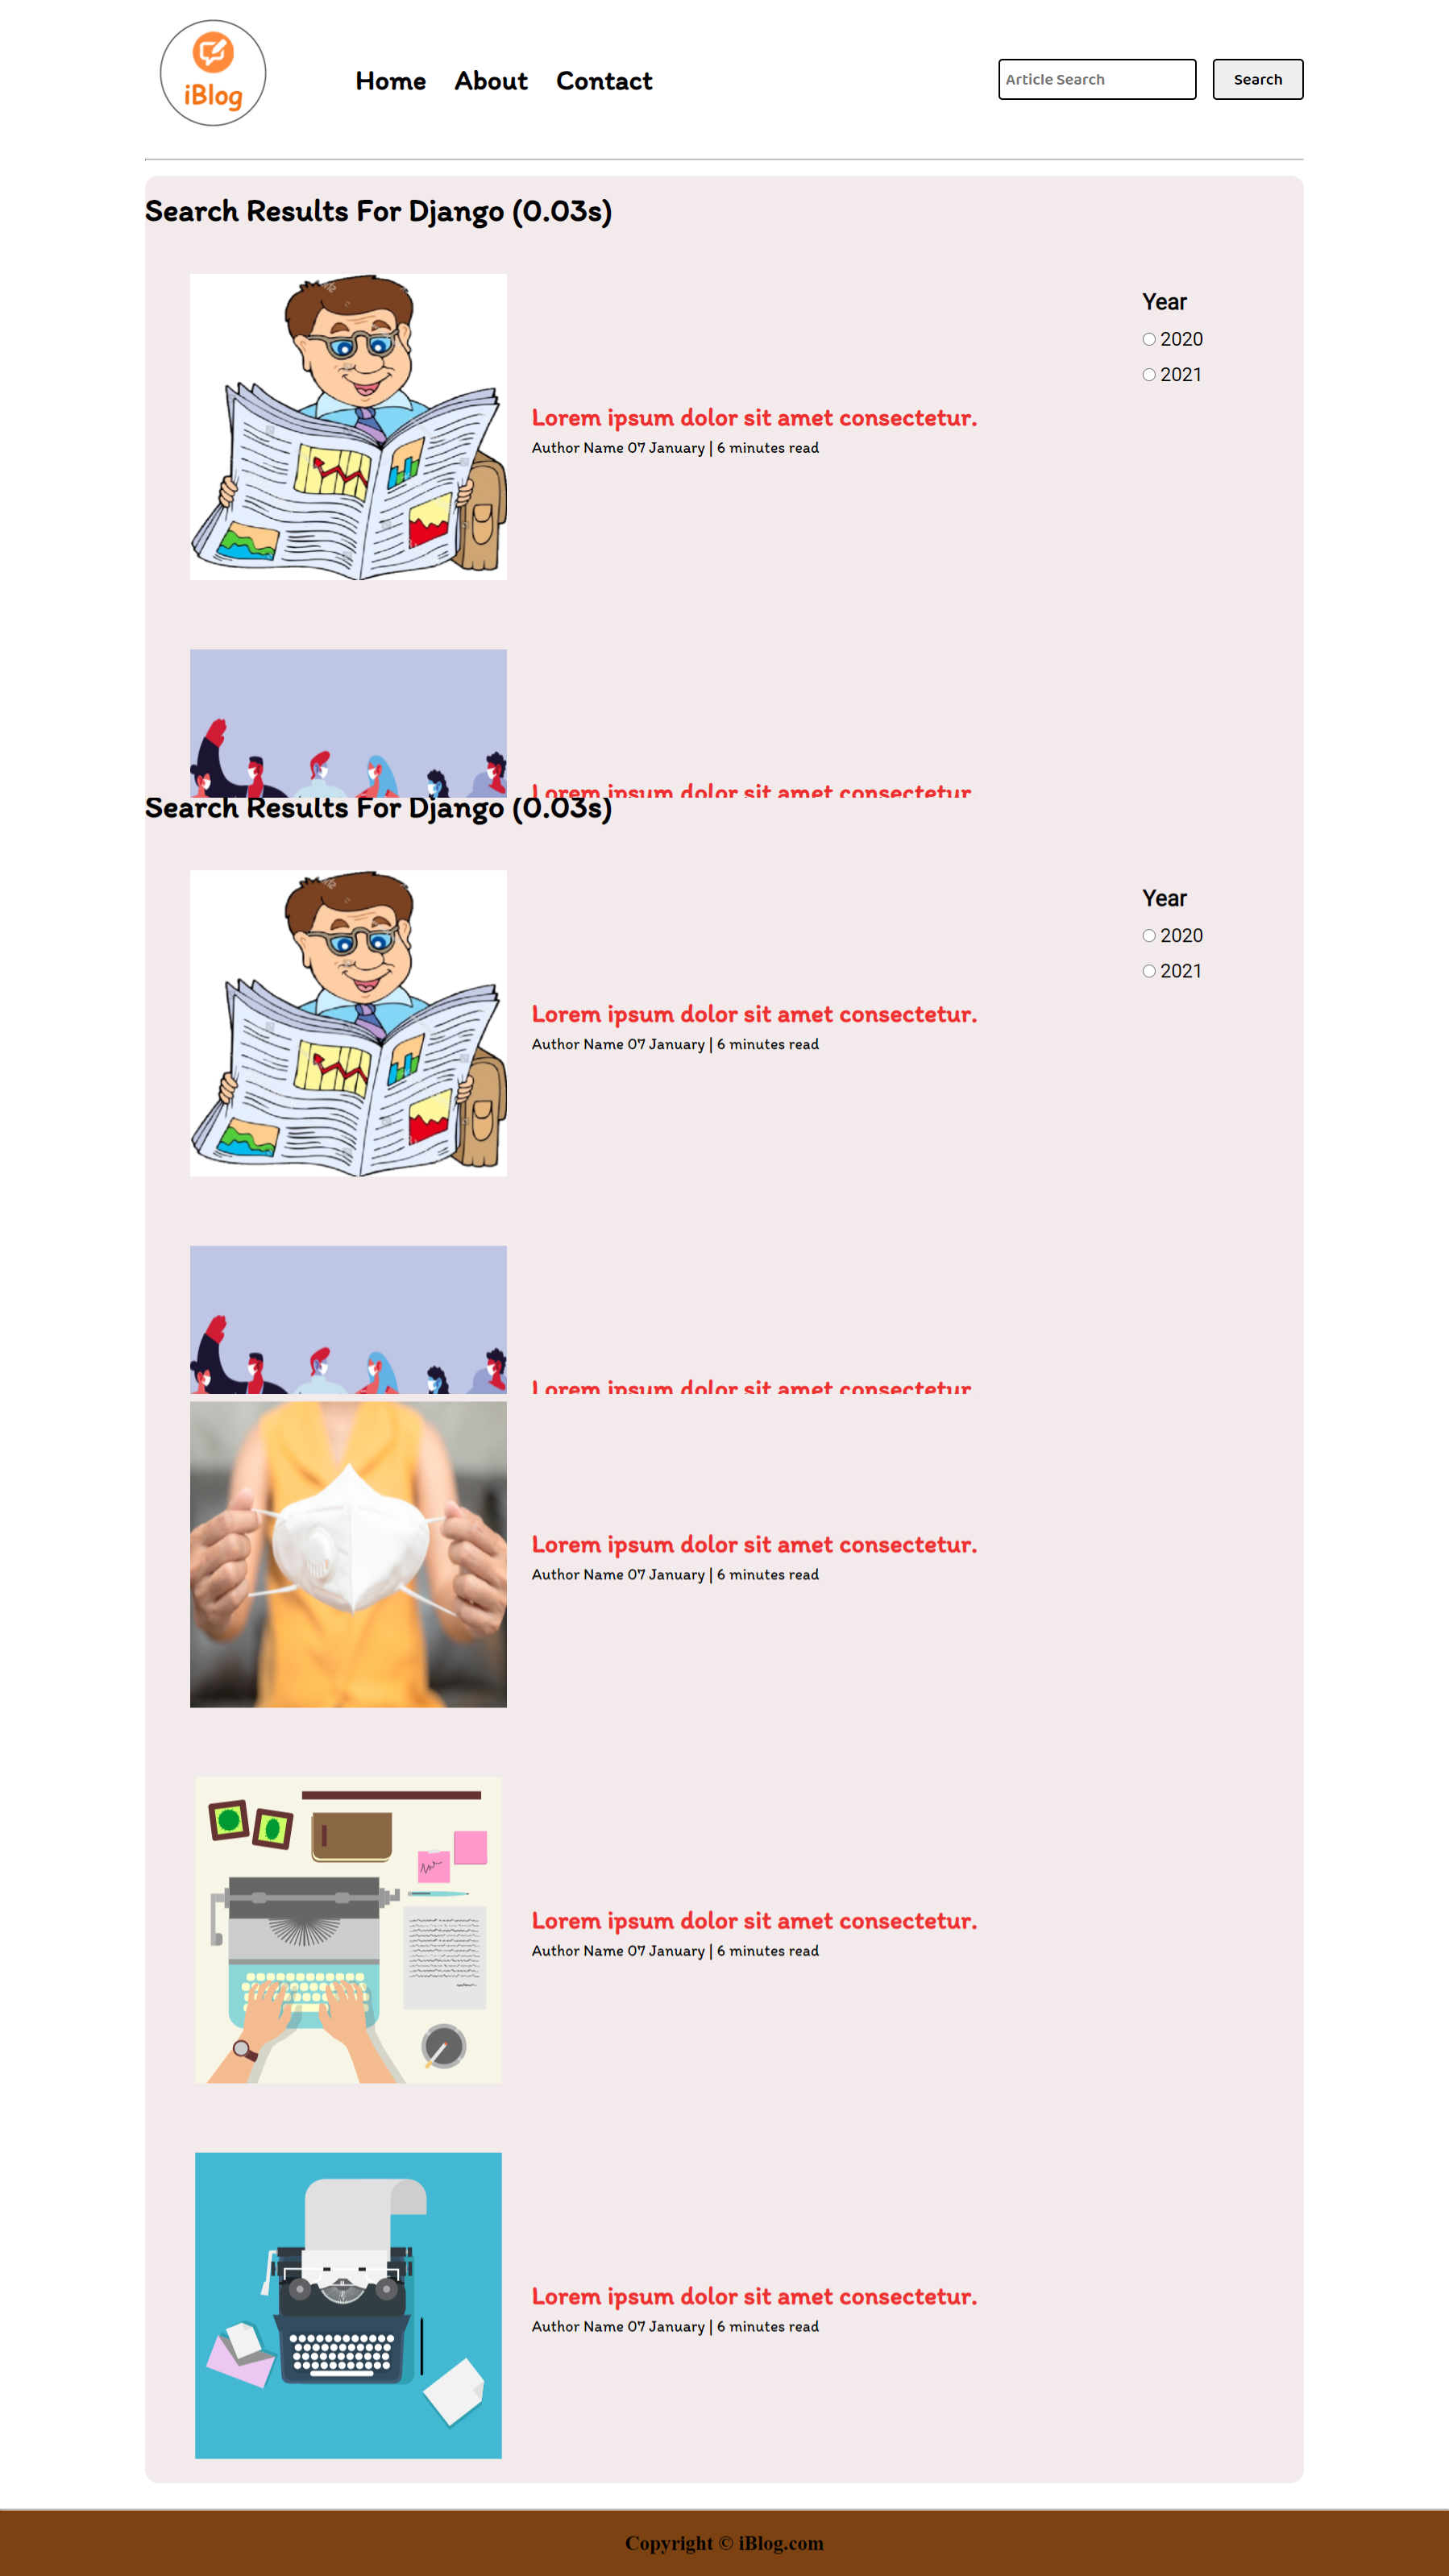 iBlog
Home About Contact
Article Search
Search
Search Results For Django (0.03s)
Year
2020
2021
Lorem ipsum dolor sit amet consectetur.
Author Name 07 January | 6 minutes read
Lorem ipsum dolor sit amet consectetur
Search Results For Django (0.03s)
Year
2020
2021
Lorem ipsum dolor sit amet consectetur.
Author Name 07 January | 6 minutes read
Lorem ipsum dolor sit amet consectetur
Lorem ipsum dolor sit amet consectetur.
Author Name 07 January | 6 minutes read
Lorem ipsum dolor sit amet consectetur.
Author Name 07 January | 6 minutes read
Lorem ipsum dolor sit amet consectetur.
Author Name 07 January | 6 minutes read
Copyright © iBlog.com